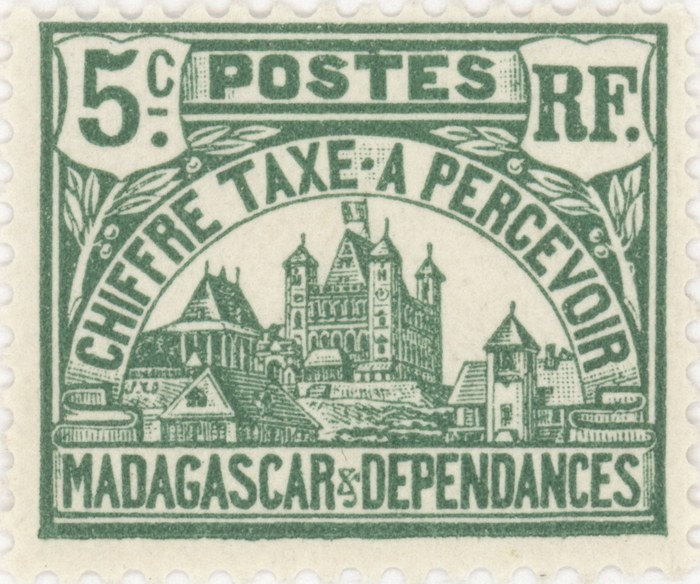 5c.
POSTES
RF.
CHIFFRE TAXE·A PERCEVOIR
MADAGASCAR & DEPENDANCES